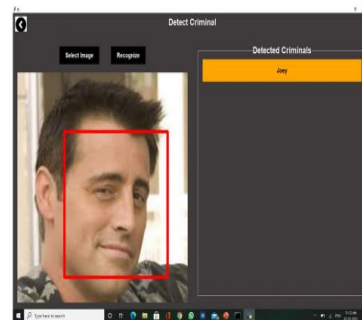 Detect Criminal
Select Image
Recognize
Detected Criminals
Joey
Type here to search